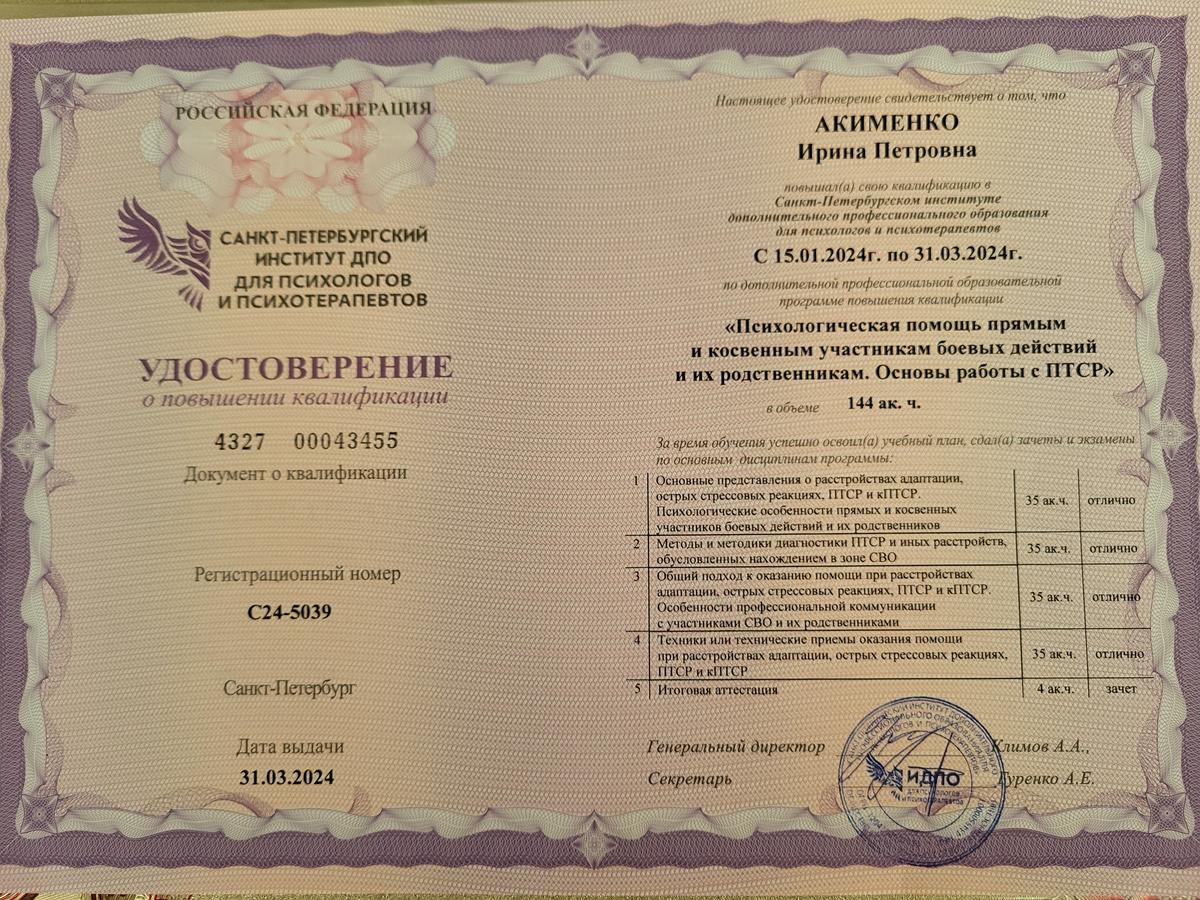 РОССИЙСКАЯ ФЕДЕРАЦИЯ
САНКТ-ПЕТЕРБУРГСКИЙ
ИНСТИТУТ ДПО
ДЛЯ ПСИХОЛОГОВ
И ПСИХОТЕРАПЕВТОВ
УДОСТОВЕРЕНИЕ
о повышении квалификации
4327 00043455
Документ о квалификации
Регистрационный номер
С24-5039
Санкт-Петербург
Дата выдачи
31.03.2024
Настоящее удостоверение свидетельствует о том, что
АКИМЕНКО
Ирина Петровна
повышал(а) свою квалификацию в
Санкт-Петербургском институте
дополнительного профессионального образования
для психологов и психотерапевтов
С 15.01.2024г. по 31.03.2024г.
по дополнительной профессиональной образовательной
программе повышения квалификации
«Психологическая помощь прямым
и косвенным участникам боевых действий
и их родственникам. Основы работы с ПТСР»
в объеме 144 ак. ч.
За время обучения успешно освоил(а) учебный план, сдал(а) зачеты и экзамены
по основным дисциплинам программы:
1 Основные представления о расстройствах адаптации,
острых стрессовых реакциях, ПТСР и кПТСР.
Психологические особенности прямых и косвенных
участников боевых действий и их родственников
35 ак.ч. отлично
2 Методы и методики диагностики ПТСР и иных расстройств,
обусловленных нахождением в зоне СВО
35 ак.ч. отлично
3 Общий подход к оказанию помощи при расстройствах
адаптации, острых стрессовых реакциях, ПТСР и кПТСР.
Особенности профессиональной коммуникации
с участниками СВО и их родственниками
35 ак.ч. отлично
4 Техники или технические приемы оказания помощи
при расстройствах адаптации, острых стрессовых реакциях,
ПТСР и кПТСР
35 ак.ч. отлично
5 Итоговая аттестация 4 ак.ч. зачет
Генеральный директор Климов А.А.,
Секретарь Гуренко А.Е.
ИДПО
ДЛЯ ПСИХОЛОГОВ
И ПСИХОТЕРАПЕВТОВ